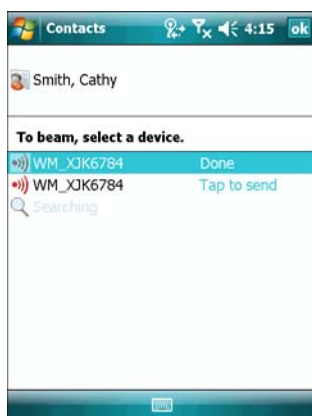 Contacts 4:15 ok
Smith, Cathy
To beam, select a device.
WM_XJK6784 Done
WM_XJK6784 Tap to send
Searching